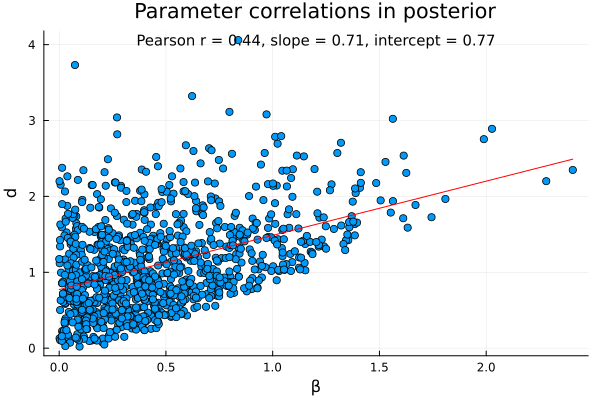 Parameter correlations in posterior
Pearson r = 0.44, slope = 0.71, intercept = 0.77
4
3
d
2
1
0
0.0 0.5 1.0 1.5 2.0
β